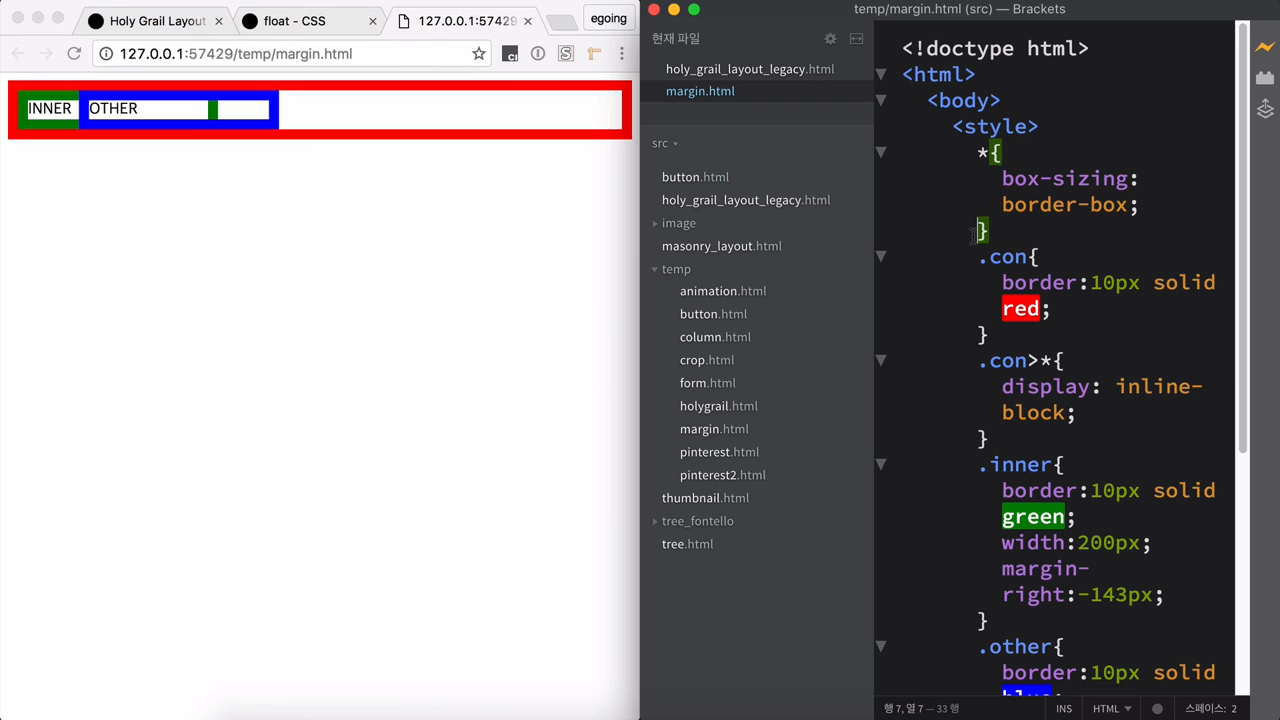 Holy Grail Layout
float - CSS
127.0.0.1:57429
egoing
127.0.0.1:57429/temp/margin.html
INNER
OTHER
temp/margin.html (src) — Brackets
현재 파일
holy_grail_layout_legacy.html
margin.html
src
button.html
holy_grail_layout_legacy.html
image
masonry_layout.html
temp
animation.html
button.html
column.html
crop.html
form.html
holygrail.html
margin.html
pinterest.html
pinterest2.html
thumbnail.html
tree_fontello
tree.html
<!doctype html>
<html>
<body>
<style>
*{
box-sizing:
border-box;
}
.con{
border:10px solid
red;
}
.con>*{
display: inline-
block;
}
.inner{
border:10px solid
green;
width:200px;
margin-
right:-143px;
}
.other{
border:10px solid
blue;
행 7, 열 7 — 33 행
INS
HTML
스페이스: 2